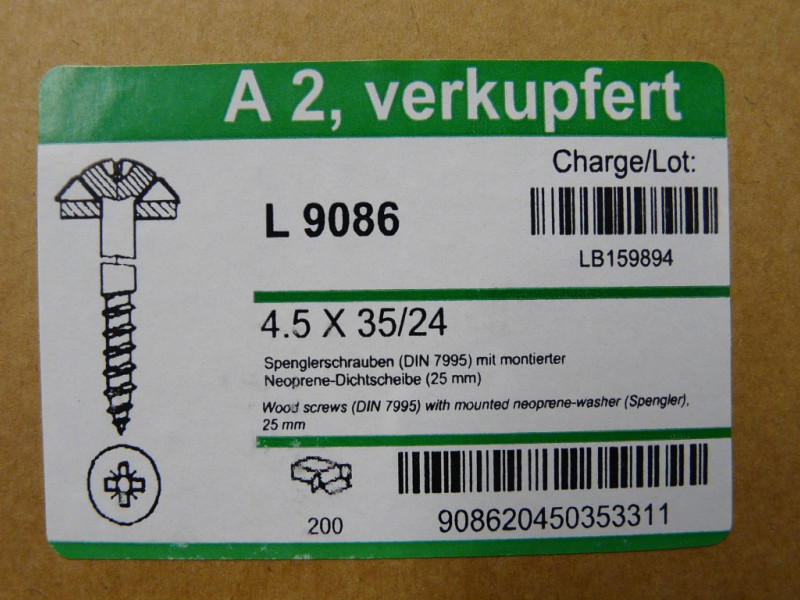 A 2, verkupfert
Charge/Lot:
L 9086
LB159894
4.5 X 35/24
Spenglerschrauben (DIN 7995) mit montierter
Neoprene-Dichtscheibe (25 mm)
Wood screws (DIN 7995) with mounted neoprene-washer (Spengler),
25 mm
200
908620450353311